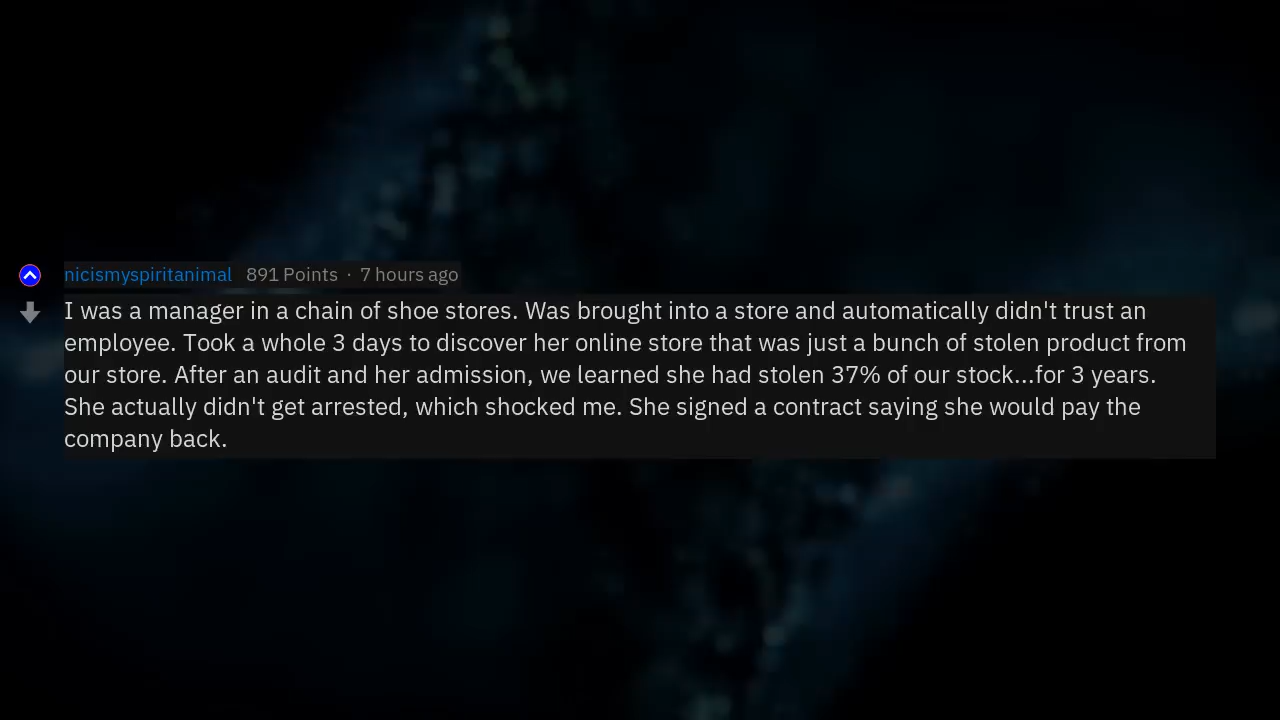 nicismyspiritanimal 891 Points · 7 hours ago
I was a manager in a chain of shoe stores. Was brought into a store and automatically didn't trust an
employee. Took a whole 3 days to discover her online store that was just a bunch of stolen product from
our store. After an audit and her admission, we learned she had stolen 37% of our stock...for 3 years.
She actually didn't get arrested, which shocked me. She signed a contract saying she would pay the
company back.